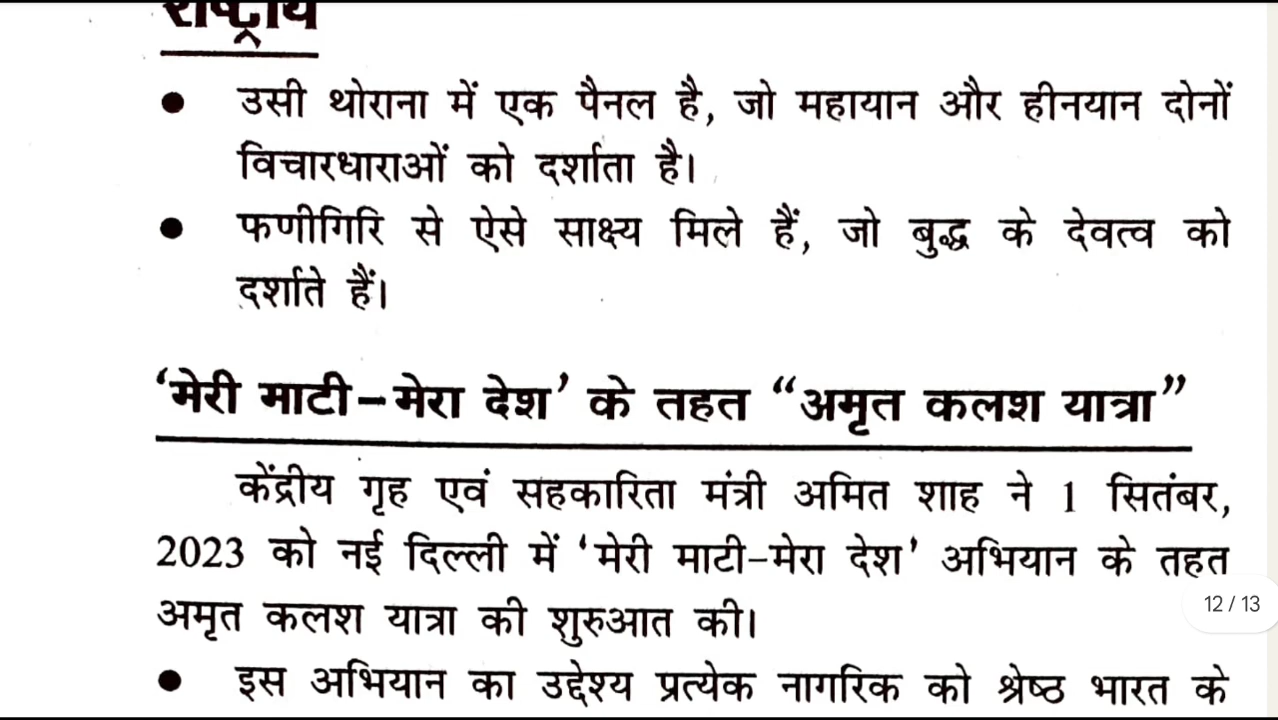 राष्ट्रीय
● उसी थोराना में एक पैनल है, जो महायान और हीनयान दोनों
विचारधाराओं को दर्शाता है।
● फणीगिरि से ऐसे साक्ष्य मिले हैं, जो बुद्ध के देवत्व को
दर्शाते हैं।
‘मेरी माटी–मेरा देश’ के तहत “अमृत कलश यात्रा”
केंद्रीय गृह एवं सहकारिता मंत्री अमित शाह ने 1 सितंबर,
2023 को नई दिल्ली में ‘मेरी माटी–मेरा देश’ अभियान के तहत
अमृत कलश यात्रा की शुरुआत की।
12 / 13
● इस अभियान का उद्देश्य प्रत्येक नागरिक को श्रेष्ठ भारत के